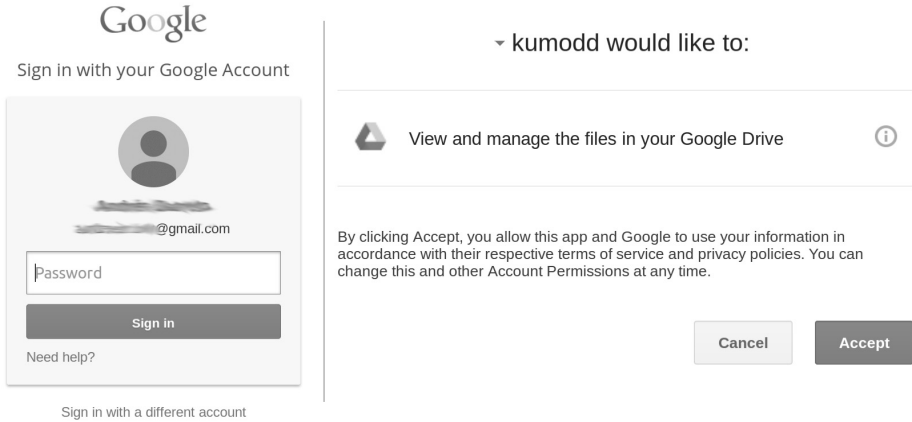 Google
Sign in with your Google Account
@gmail.com
Password
Sign in
Need help?
Sign in with a different account
kumodd would like to:
View and manage the files in your Google Drive
By clicking Accept, you allow this app and Google to use your information in
accordance with their respective terms of service and privacy policies. You can
change this and other Account Permissions at any time.
Cancel
Accept